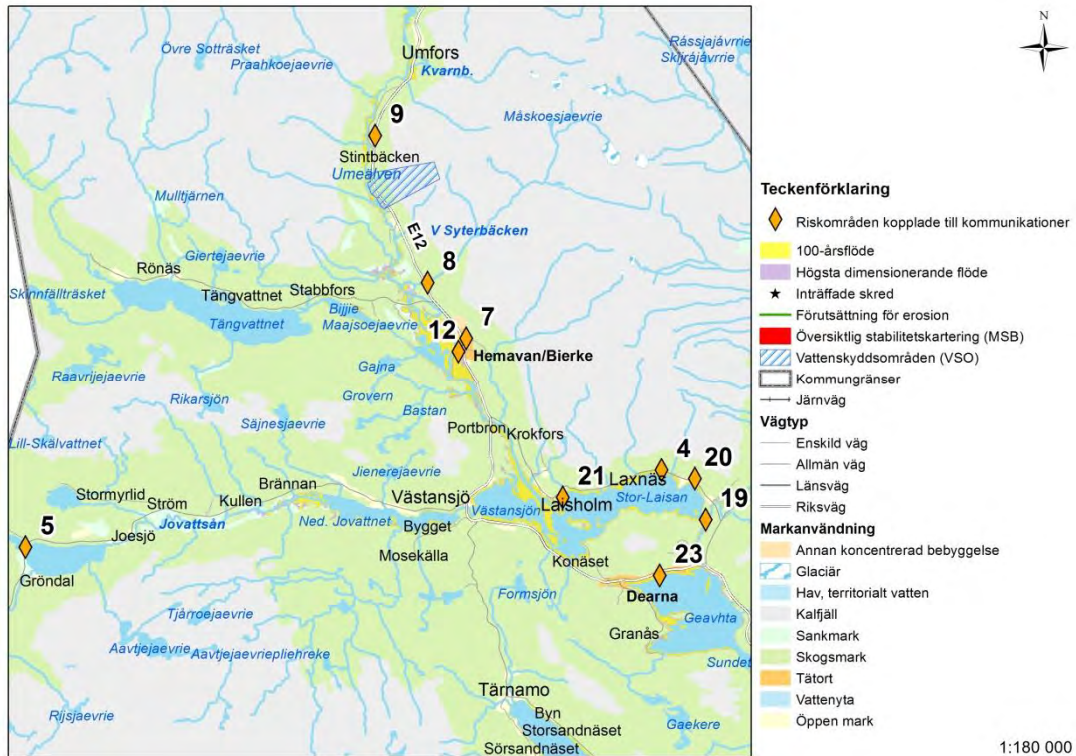 N
Övre Sotträsket
Praahkoejaevrie
Umfors
Kvarnb.
Råssjajåvrrie
Skijråjåvrrie
9
Måskoesjaevrie
Stintbäcken
Umeälven
Mulltjärnen
E12
V Syterbäcken
Giertejaevrie
Rönäs
8
Skinnfällträsket
Tängvattnet
Stabbfors
Bijjie
Maajsoejaevrie
Tängvattnet
7
12
Hemavan/Bierke
Gajna
Raavrijejaevrie
Grovern
Rikarsjön
Bastan
Säjnesjaevrie
Portbron
Krokfors
Lill-Skälvattnet
Jienerejaevrie
4
20
21
Laxnäs
Stormyrlid
Ström
Kullen
Brännan
Västansjö
Västansjön
Laisholm
Stor-Laisan
19
Jovattsån
Ned. Jovattnet
Bygget
5
Joesjö
Mosekälla
Konäset
23
Gröndal
Formsjön
Dearna
Geavhta
Tjårroejaevrie
Granås
Aavtjejaevrie
Aavtjejaevriepliehreke
Sundet
Tärnamo
Rijsjaevrie
Byn
Storsandnäset
Gaekere
Sörsandnäset
Teckenförklaring
Riskområden kopplade till kommunikationer
100-årsflöde
Högsta dimensionerande flöde
Inträffade skred
Förutsättning för erosion
Översiktlig stabilitetskartering (MSB)
Vattenskyddsområden (VSO)
Kommungränser
Järnväg
Vägtyp
Enskild väg
Allmän väg
Länsväg
Riksväg
Markanvändning
Annan koncentrerad bebyggelse
Glaciär
Hav, territorialt vatten
Kalfjäll
Sankmark
Skogsmark
Tätort
Vattenyta
Öppen mark
1:180 000